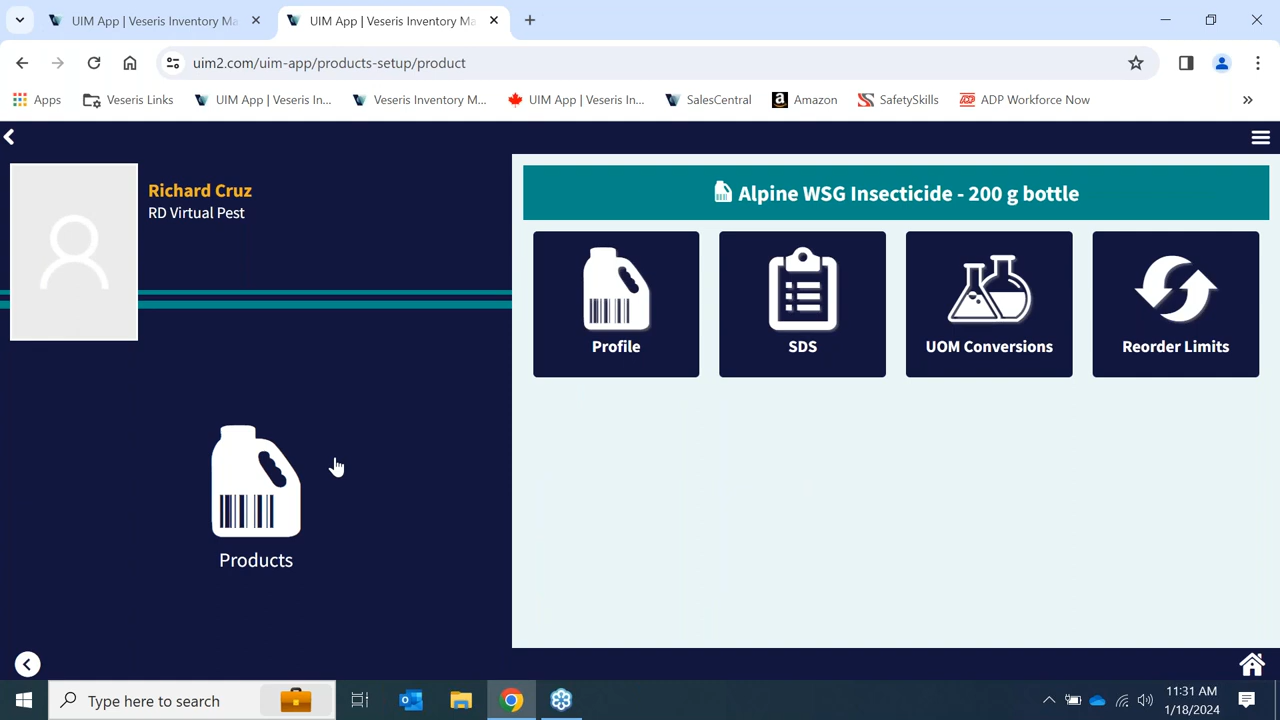 UIM App | Veseris Inventory Ma
UIM App | Veseris Inventory Ma
uim2.com/uim-app/products-setup/product
Apps
Veseris Links
UIM App | Veseris In...
Veseris Inventory M...
UIM App | Veseris In...
SalesCentral
Amazon
SafetySkills
ADP Workforce Now
Richard Cruz
RD Virtual Pest
Alpine WSG Insecticide - 200 g bottle
Profile
SDS
UOM Conversions
Reorder Limits
Products
Type here to search
11:31 AM
1/18/2024